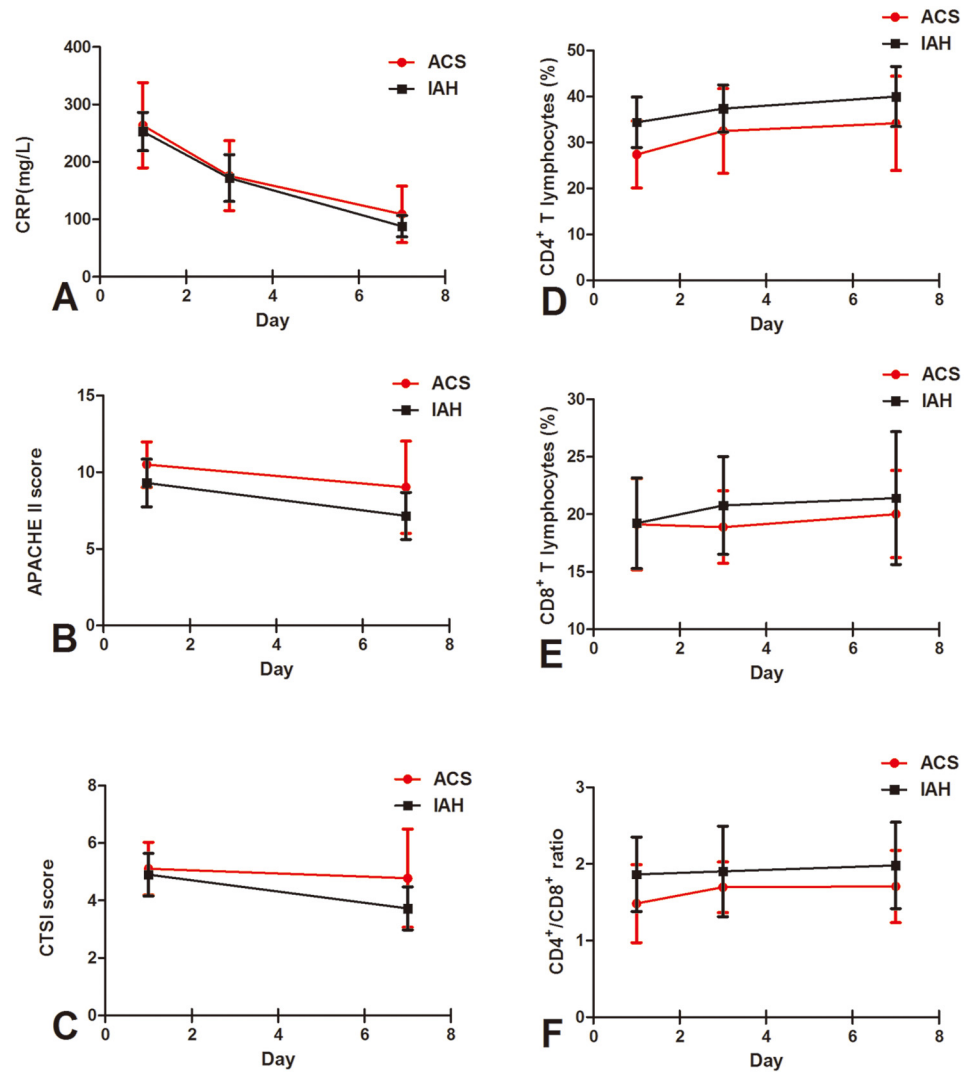 ACS
IAH
CRP(mg/L)
400
300
200
100
0
0 2 4 6 8
Day
A
ACS
IAH
APACHE II score
15
10
5
0
0 2 4 6 8
Day
B
ACS
IAH
CTSI score
8
6
4
2
0
0 2 4 6 8
Day
C
ACS
IAH
CD4⁺ T lymphocytes (%)
50
40
30
20
10
0
0 2 4 6 8
Day
D
ACS
IAH
CD8⁺ T lymphocytes (%)
30
25
20
15
10
0 2 4 6 8
Day
E
ACS
IAH
CD4⁺/CD8⁺ ratio
3
2
1
0
0 2 4 6 8
Day
F